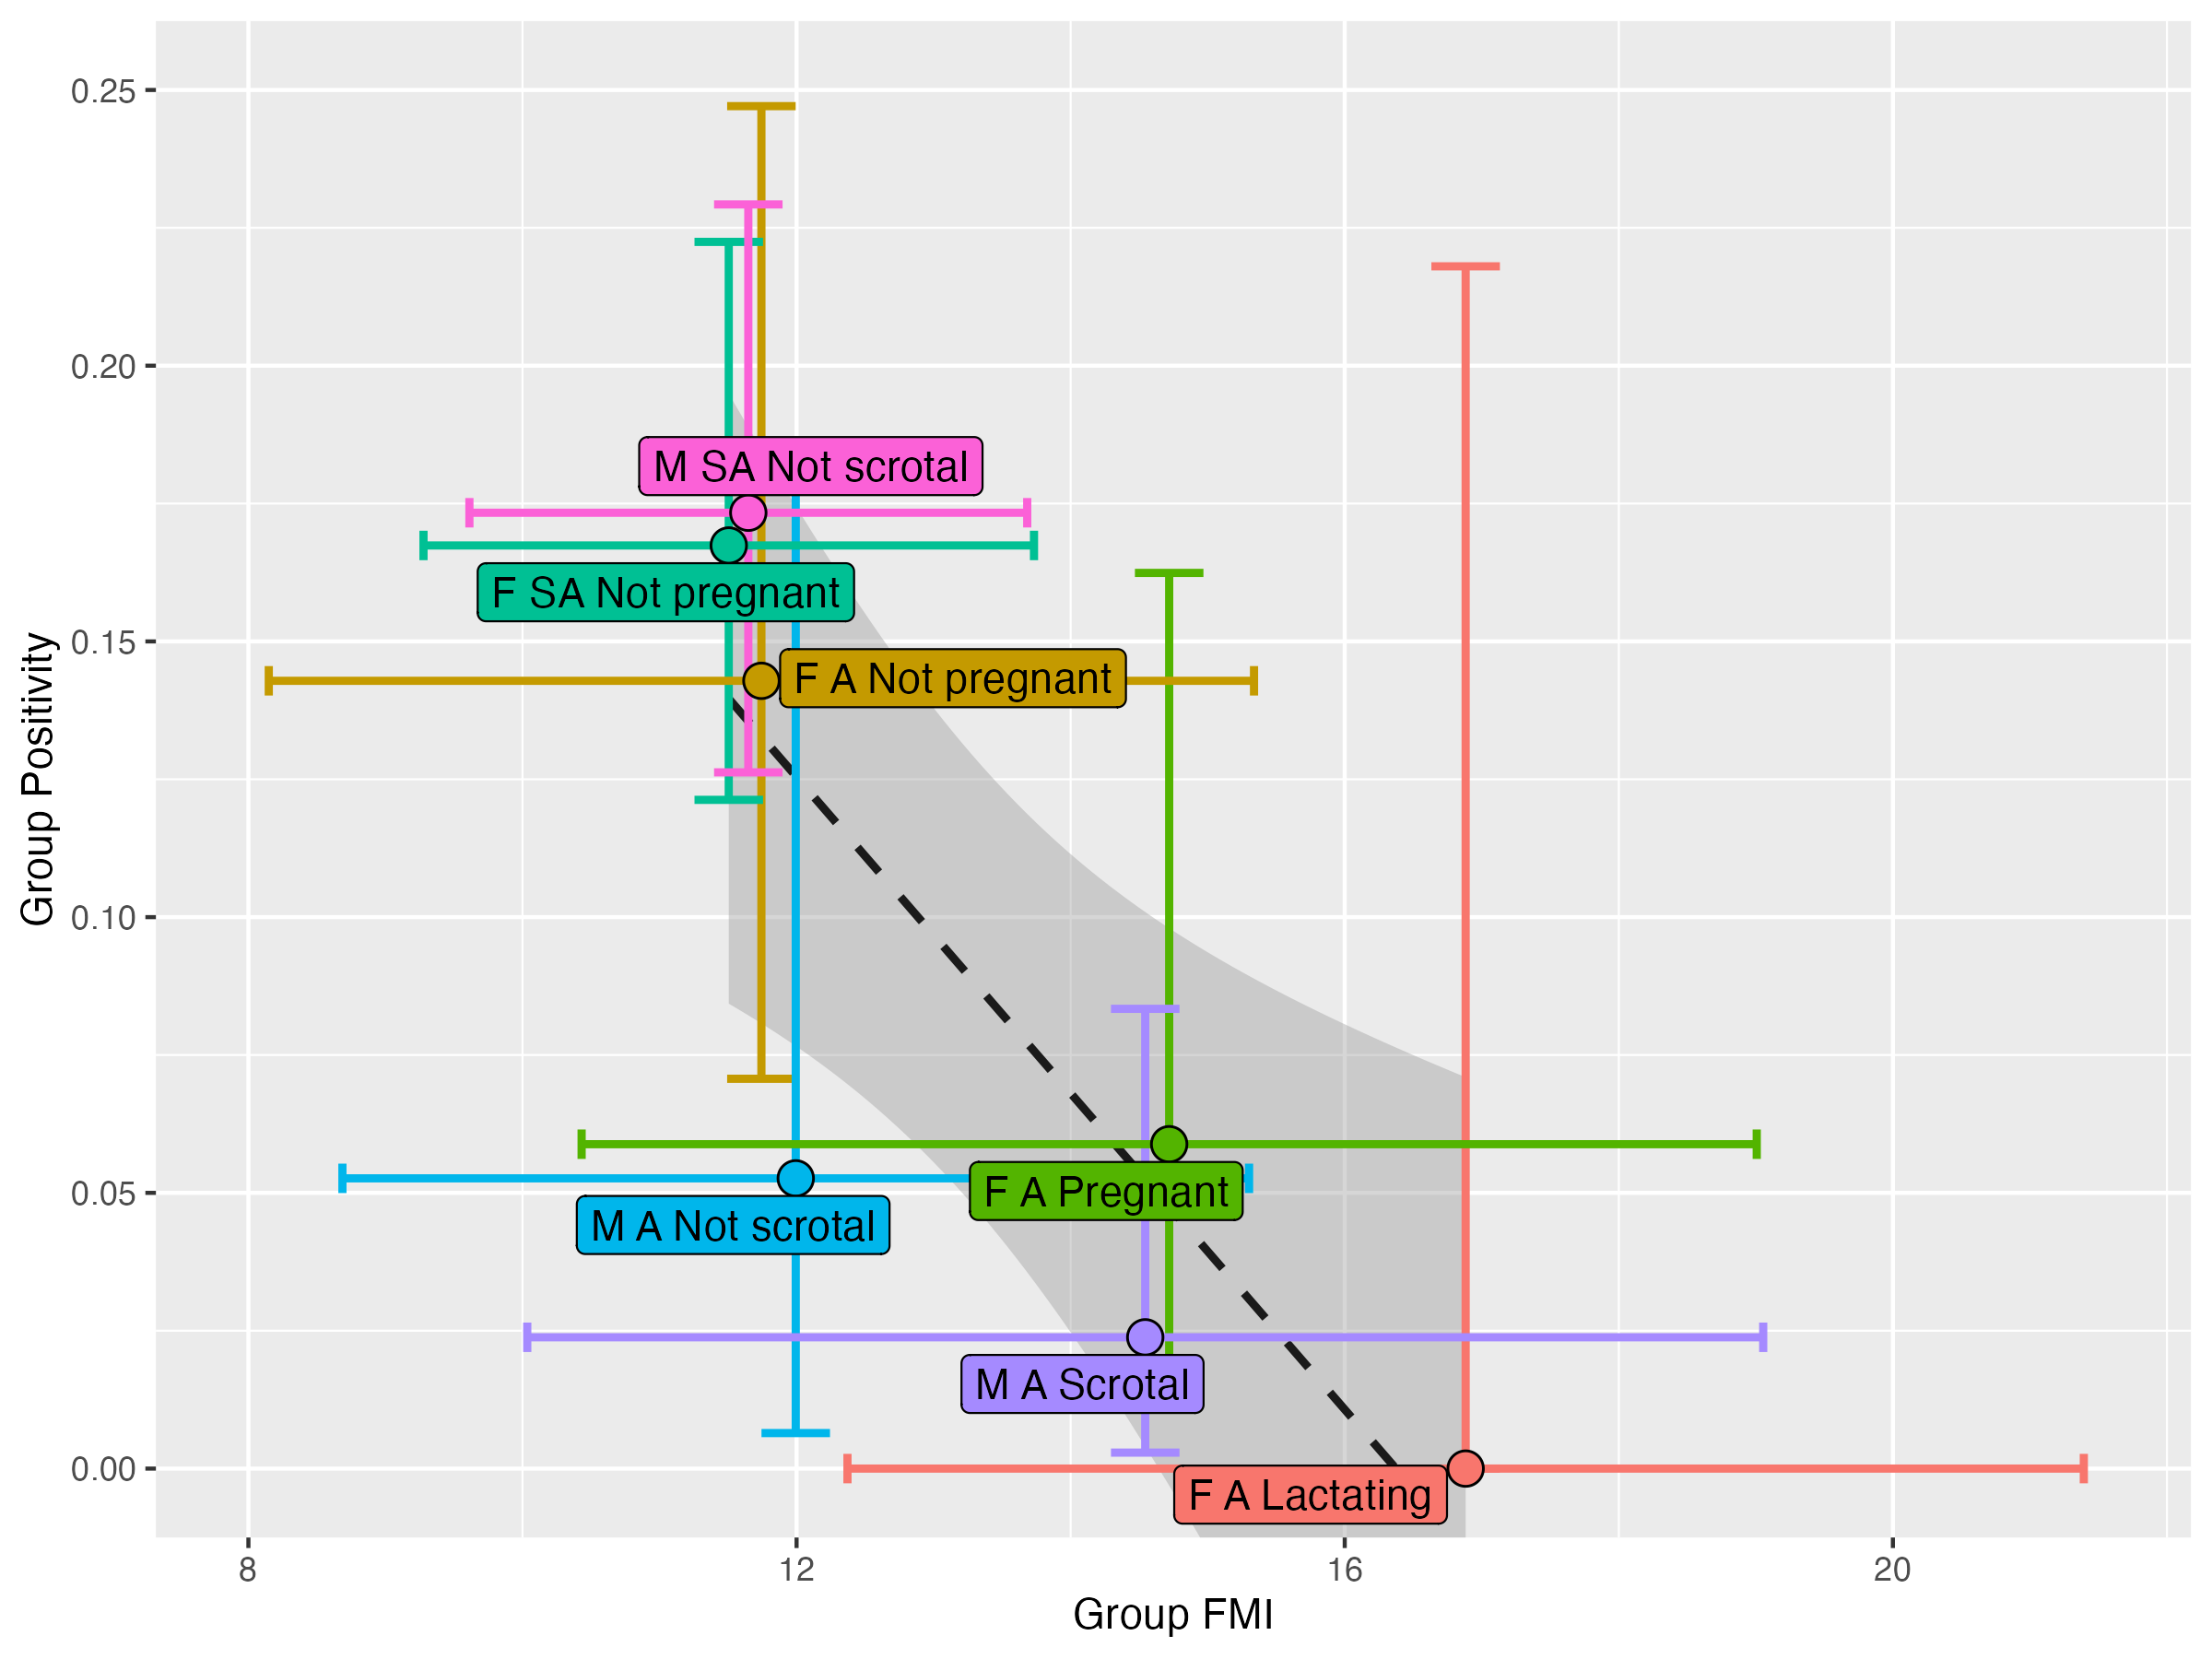 0.25
0.20
0.15
0.10
0.05
0.00
Group Positivity
M SA Not scrotal
F SA Not pregnant
F A Not pregnant
F A Pregnant
M A Not scrotal
M A Scrotal
F A Lactating
8
12
16
20
Group FMI